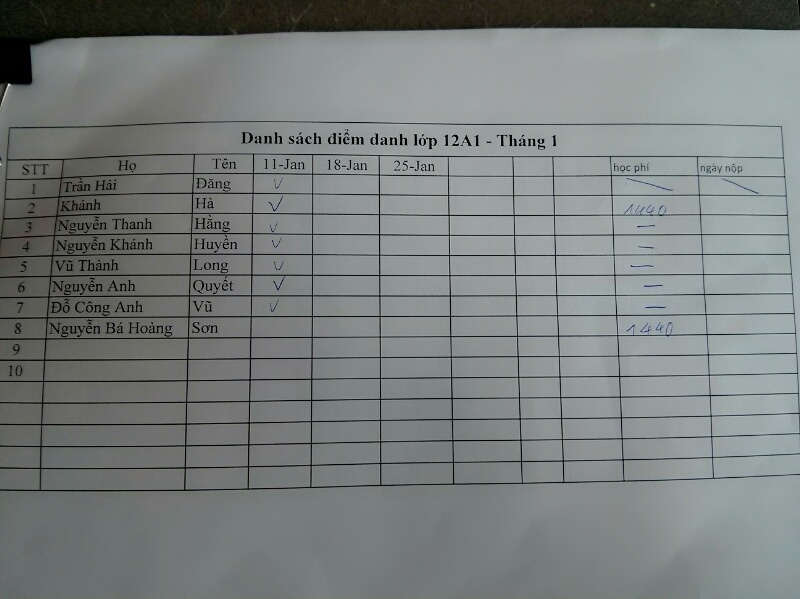 Danh sách điểm danh lớp 12A1 - Tháng 1
STT Họ Tên 11-Jan 18-Jan 25-Jan học phí ngày nộp
1 Trần Hải Đăng ✓ \ \
2 Khánh Hà ✓ 1440
3 Nguyễn Thanh Hằng ✓ —
4 Nguyễn Khánh Huyền ✓ —
5 Vũ Thành Long ✓ —
6 Nguyễn Anh Quyết ✓ —
7 Đỗ Công Anh Vũ ✓ —
8 Nguyễn Bá Hoàng Sơn 1440
9
10